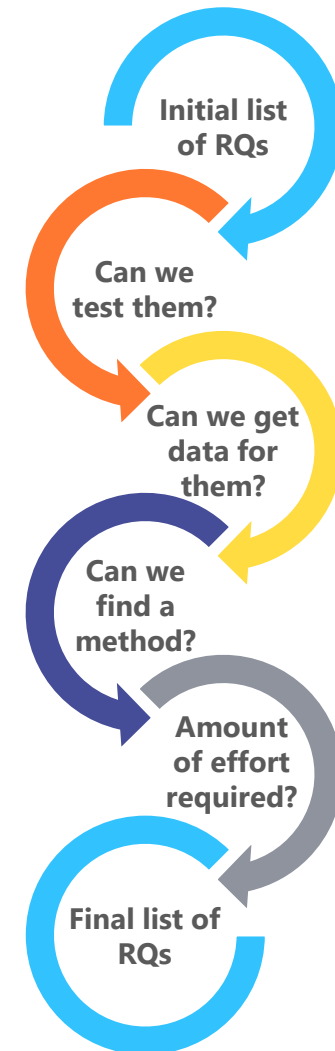 Initial list
of RQs
Can we
test them?
Can we get
data for
them?
Can we
find a
method?
Amount
of effort
required?
Final list of
RQs